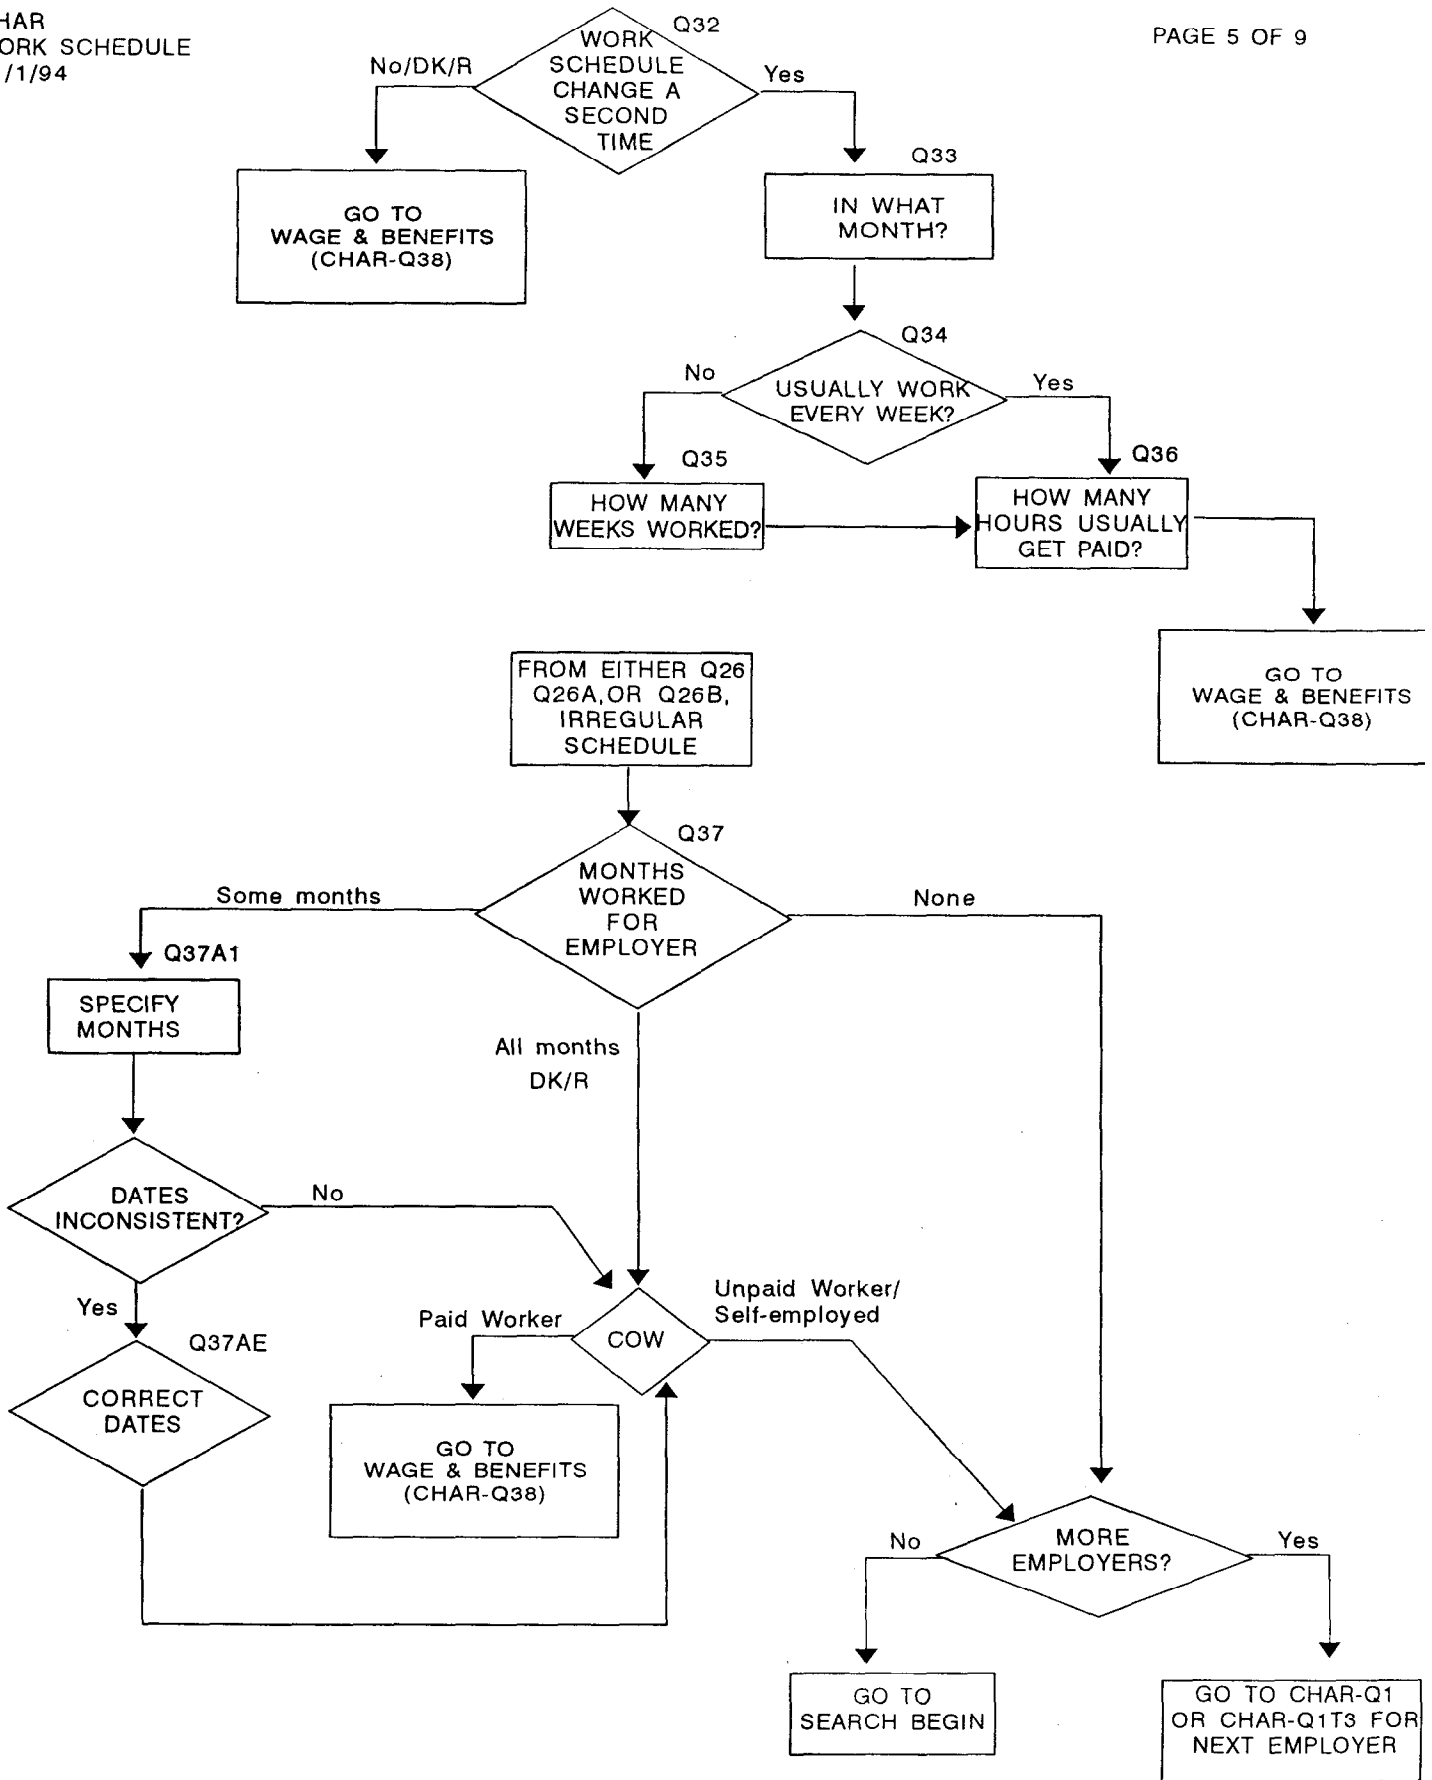 HAR
ORK SCHEDULE
/1/94
PAGE 5 OF 9
Q32
WORK
SCHEDULE
CHANGE A
SECOND
TIME
No/DK/R
Yes
GO TO
WAGE & BENEFITS
(CHAR-Q38)
Q33
IN WHAT
MONTH?
Q34
USUALLY WORK
EVERY WEEK?
No
Yes
Q35
HOW MANY
WEEKS WORKED?
Q36
HOW MANY
HOURS USUALLY
GET PAID?
GO TO
WAGE & BENEFITS
(CHAR-Q38)
FROM EITHER Q26
Q26A, OR Q26B,
IRREGULAR
SCHEDULE
Q37
MONTHS
WORKED
FOR
EMPLOYER
Some months
None
Q37A1
SPECIFY
MONTHS
All months
DK/R
DATES
INCONSISTENT?
No
Yes
Q37AE
CORRECT
DATES
COW
Paid Worker
Unpaid Worker/
Self-employed
GO TO
WAGE & BENEFITS
(CHAR-Q38)
MORE
EMPLOYERS?
No
Yes
GO TO
SEARCH BEGIN
GO TO CHAR-Q1
OR CHAR-Q1T3 FOR
NEXT EMPLOYER